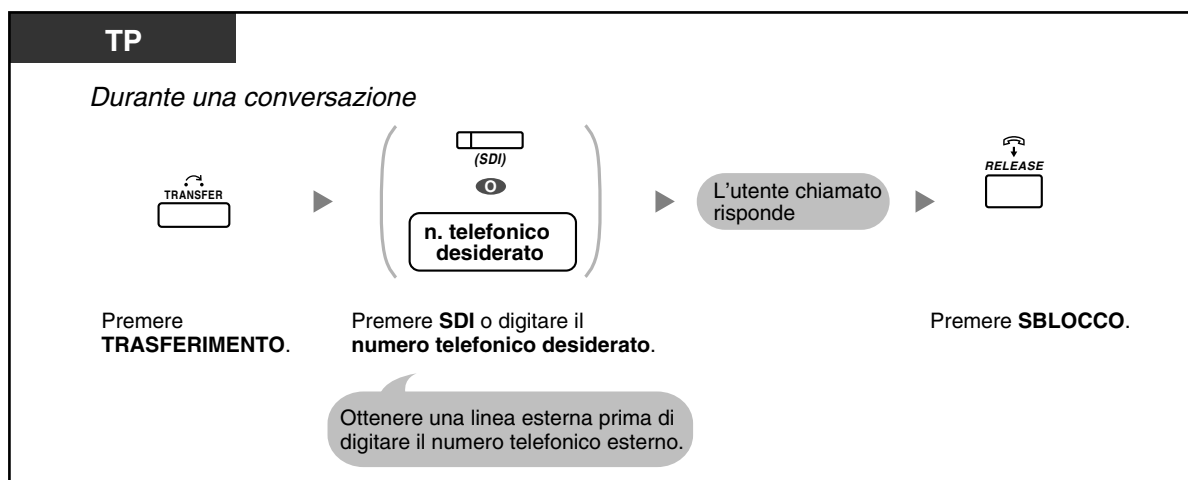 TP
Durante una conversazione
TRANSFER
(SDI)
O
n. telefonico
desiderato
L'utente chiamato
risponde
RELEASE
Premere
TRASFERIMENTO.
Premere SDI o digitare il
numero telefonico desiderato.
Premere SBLOCCO.
Ottenere una linea esterna prima di
digitare il numero telefonico esterno.